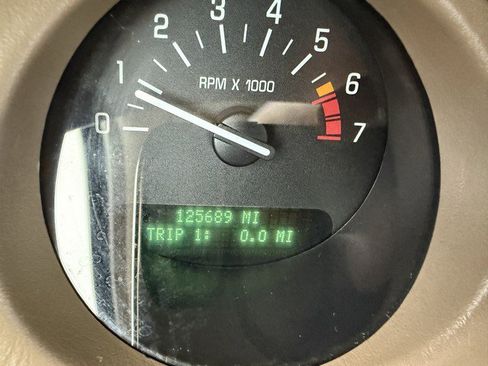 0 1 2 3 4 5 6 7
RPM X 1000
125689 MI
TRIP 1: 0.0 MI